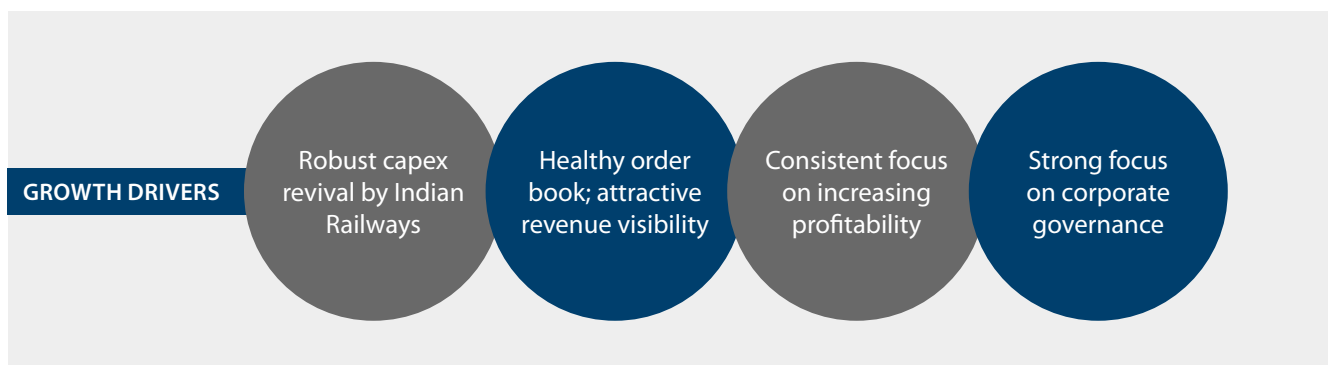 GROWTH DRIVERS
Robust capex
revival by Indian
Railways
Healthy order
book; attractive
revenue visibility
Consistent focus
on increasing
profitability
Strong focus
on corporate
governance